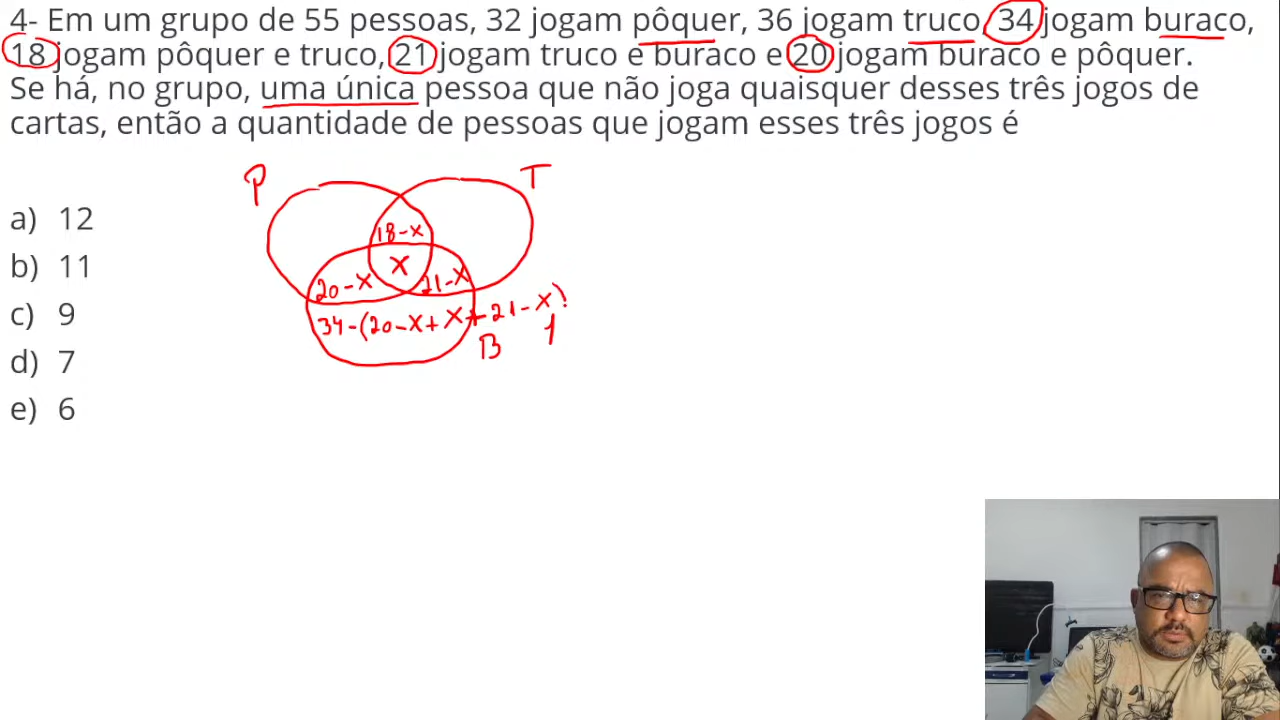 4- Em um grupo de 55 pessoas, 32 jogam pôquer, 36 jogam truco, 34 jogam buraco,
18 jogam pôquer e truco, 21 jogam truco e buraco e 20 jogam buraco e pôquer.
Se há, no grupo, uma única pessoa que não joga quaisquer desses três jogos de
cartas, então a quantidade de pessoas que jogam esses três jogos é
P
T
a) 12
18-x
b) 11
x
20-x
21-x
c) 9
34-(20-x+x+21-x)
1
B
d) 7
e) 6